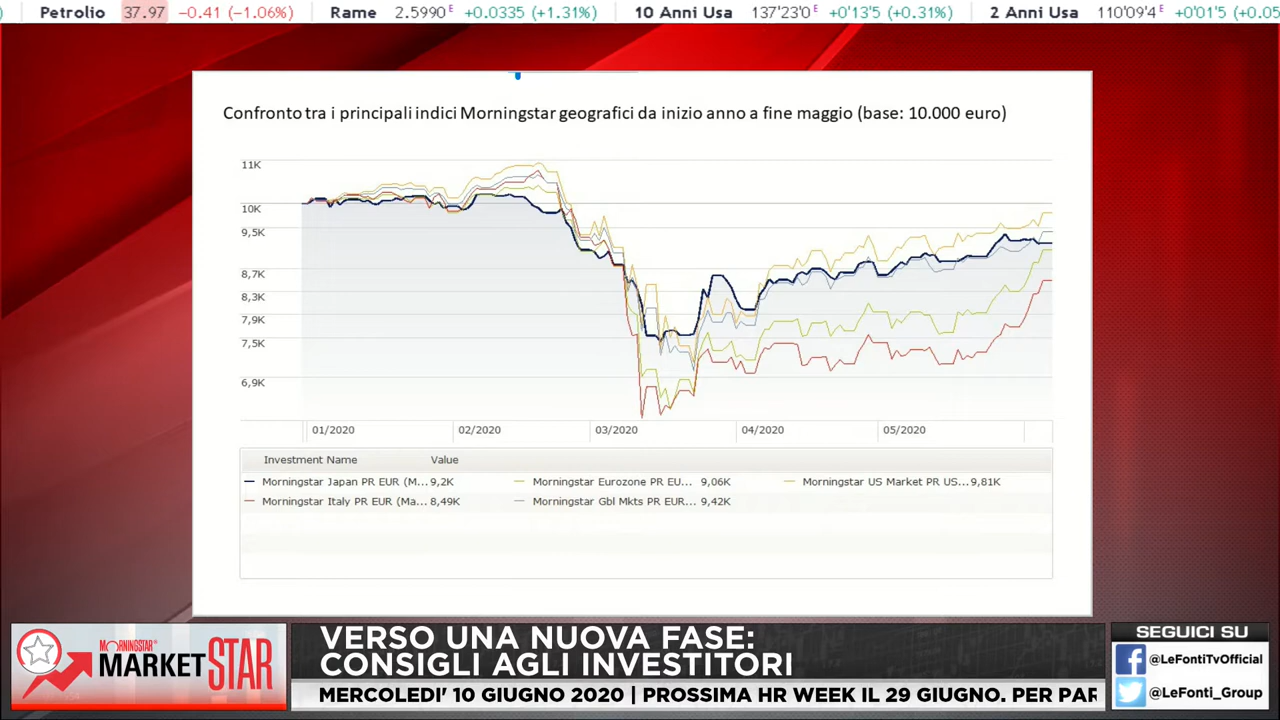 Petrolio 37.97 −0.41 (−1.06%) Rame 2.5990 E +0.0335 (+1.31%) 10 Anni Usa 137'23'0 E +0'13'5 (+0.31%) 2 Anni Usa 110'09'4 E +0'01'5 (+0.05
Confronto tra i principali indici Morningstar geografici da inizio anno a fine maggio (base: 10.000 euro)
11K
10K
9,5K
8,7K
8,3K
7,9K
7,5K
6,9K
01/2020 02/2020 03/2020 04/2020 05/2020
Investment Name Value
Morningstar Japan PR EUR (M... 9,2K Morningstar Eurozone PR EU... 9,06K Morningstar US Market PR US... 9,81K
Morningstar Italy PR EUR (Ma... 8,49K Morningstar Gbl Mkts PR EUR... 9,42K
MORNINGSTAR®
MARKET STAR
VERSO UNA NUOVA FASE:
CONSIGLI AGLI INVESTITORI
MERCOLEDI' 10 GIUGNO 2020 | PROSSIMA HR WEEK IL 29 GIUGNO. PER PAR
SEGUICI SU
@LeFontiTvOfficial
@LeFonti_Group